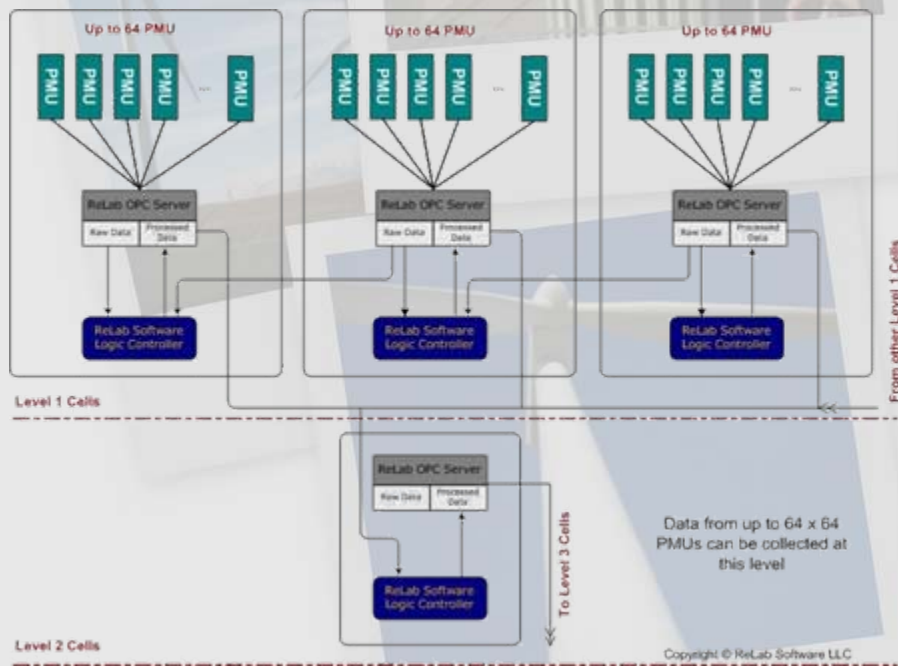 Up to 64 PMU
Up to 64 PMU
Up to 64 PMU
PMU PMU PMU PMU ... PMU
PMU PMU PMU PMU ... PMU
PMU PMU PMU PMU ... PMU
ReLab OPC Server
Raw Data
Processed
Data
ReLab OPC Server
Raw Data
Processed
Data
ReLab OPC Server
Raw Data
Processed
Data
ReLab Software
Logic Controller
ReLab Software
Logic Controller
ReLab Software
Logic Controller
From other Level 1 Cells
Level 1 Cells
ReLab OPC Server
Raw Data
Processed
Data
ReLab Software
Logic Controller
To Level 3 Cells
Data from up to 64 x 64
PMUs can be collected at
this level
Level 2 Cells
Copyright © ReLab Software LLC